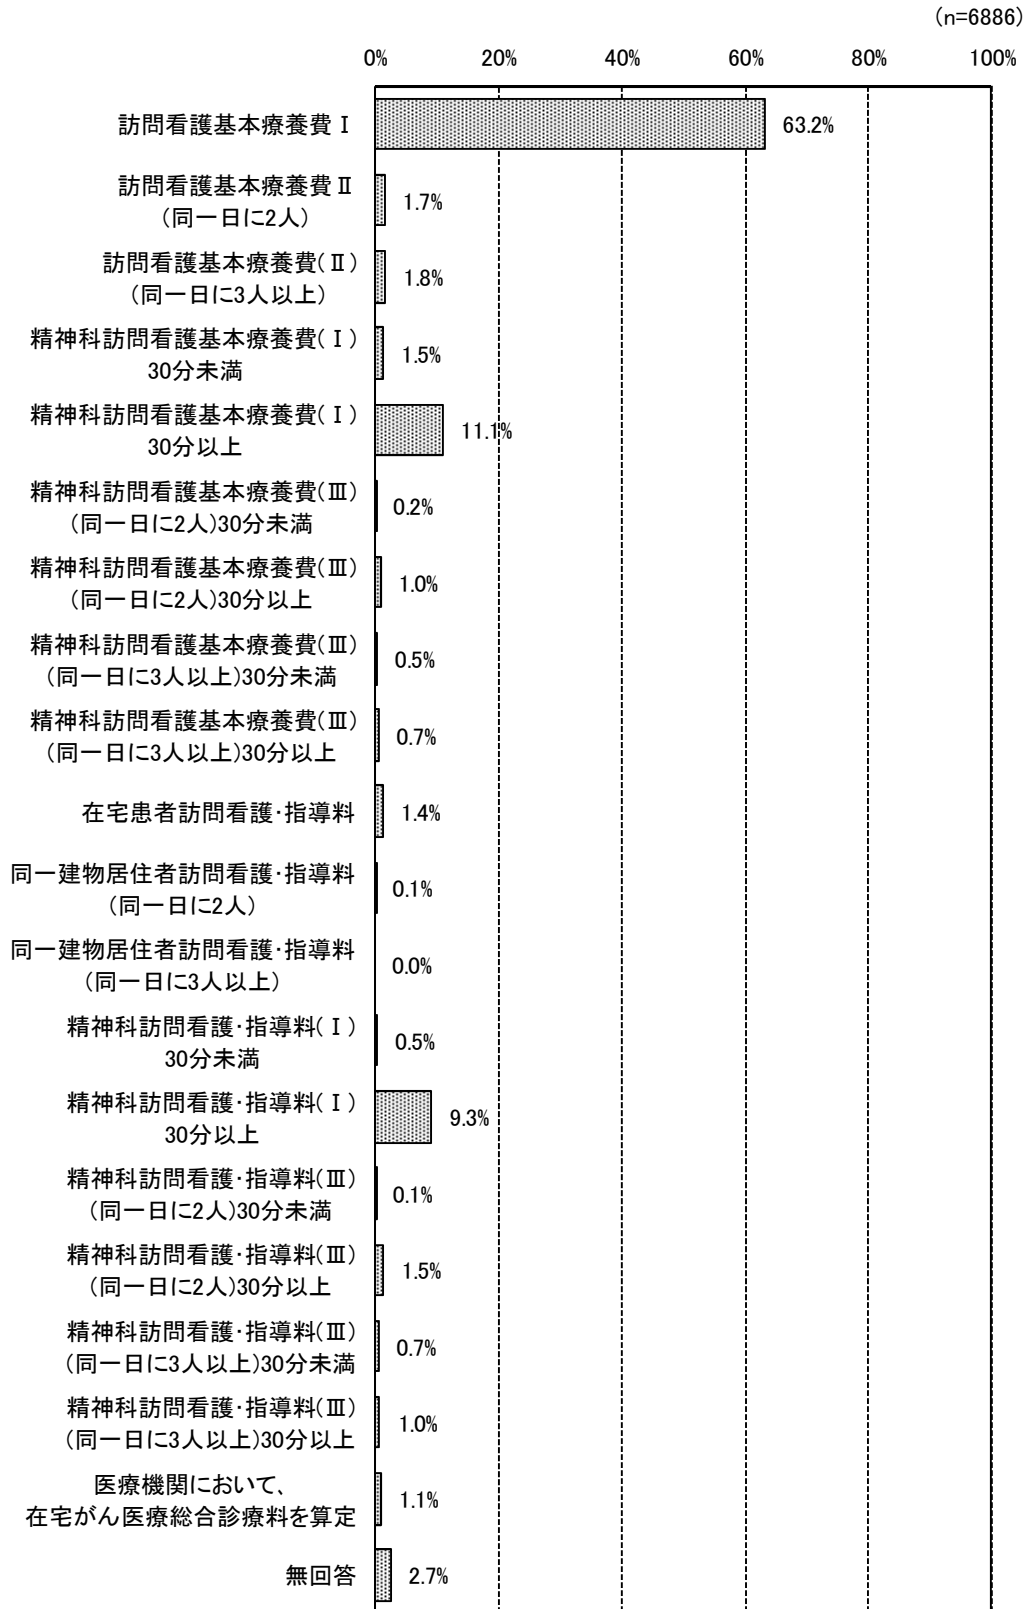 (n=6886)
0% 20% 40% 60% 80% 100%
訪問看護基本療養費Ⅰ 63.2%
訪問看護基本療養費Ⅱ
(同一日に2人) 1.7%
訪問看護基本療養費(Ⅱ)
(同一日に3人以上) 1.8%
精神科訪問看護基本療養費(Ⅰ)
30分未満 1.5%
精神科訪問看護基本療養費(Ⅰ)
30分以上 11.1%
精神科訪問看護基本療養費(Ⅲ)
(同一日に2人)30分未満 0.2%
精神科訪問看護基本療養費(Ⅲ)
(同一日に2人)30分以上 1.0%
精神科訪問看護基本療養費(Ⅲ)
(同一日に3人以上)30分未満 0.5%
精神科訪問看護基本療養費(Ⅲ)
(同一日に3人以上)30分以上 0.7%
在宅患者訪問看護・指導料 1.4%
同一建物居住者訪問看護・指導料
(同一日に2人) 0.1%
同一建物居住者訪問看護・指導料
(同一日に3人以上) 0.0%
精神科訪問看護・指導料(Ⅰ)
30分未満 0.5%
精神科訪問看護・指導料(Ⅰ)
30分以上 9.3%
精神科訪問看護・指導料(Ⅲ)
(同一日に2人)30分未満 0.1%
精神科訪問看護・指導料(Ⅲ)
(同一日に2人)30分以上 1.5%
精神科訪問看護・指導料(Ⅲ)
(同一日に3人以上)30分未満 0.7%
精神科訪問看護・指導料(Ⅲ)
(同一日に3人以上)30分以上 1.0%
医療機関において、
在宅がん医療総合診療料を算定 1.1%
無回答 2.7%